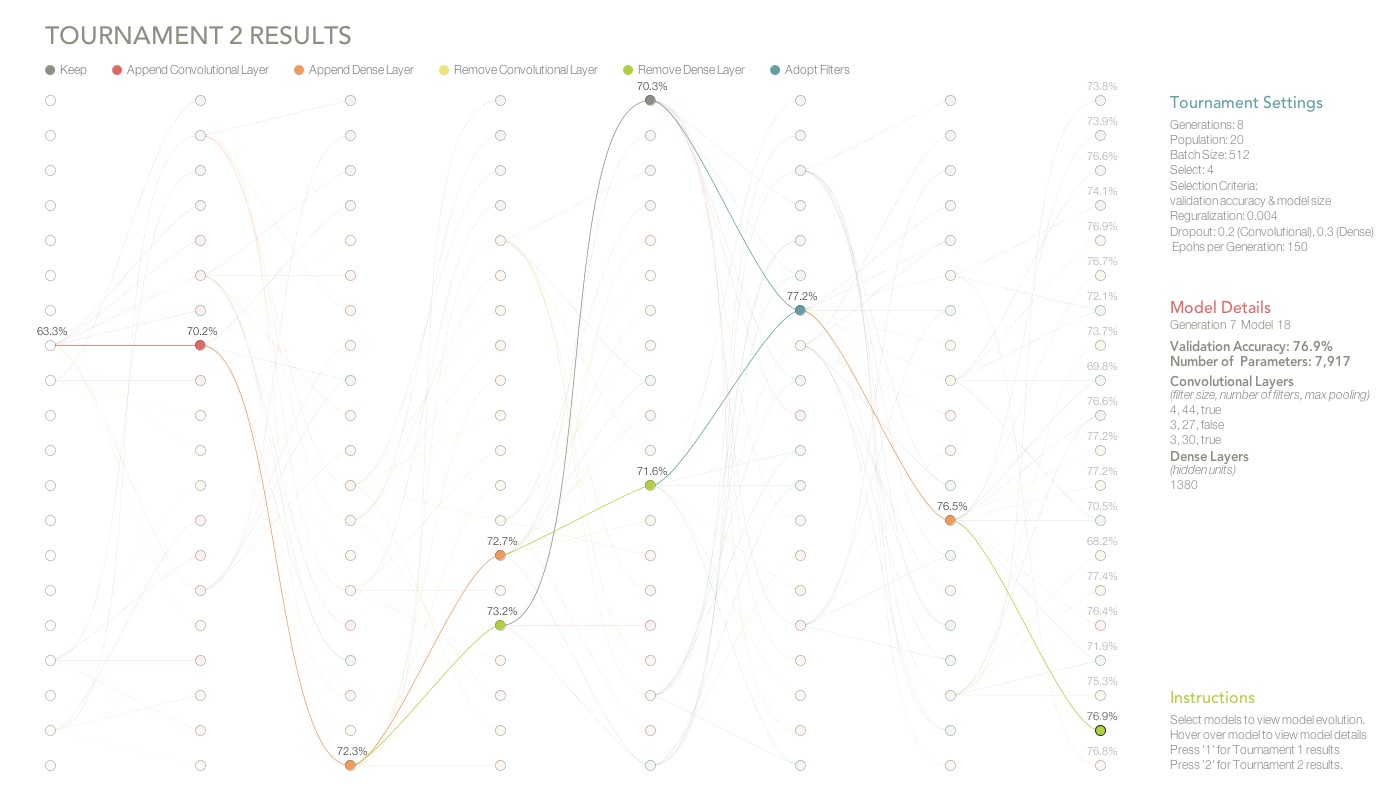 TOURNAMENT 2 RESULTS
Keep
Append Convolutional Layer
Append Dense Layer
Remove Convolutional Layer
Remove Dense Layer
Adopt Filters
63.3%
70.2%
72.3%
72.7%
73.2%
70.3%
71.6%
77.2%
76.5%
73.8%
73.9%
76.6%
74.1%
76.9%
76.7%
72.1%
73.7%
69.8%
76.6%
77.2%
77.2%
70.5%
68.2%
77.4%
76.4%
71.9%
75.3%
76.9%
76.8%
Tournament Settings
Generations: 8
Population: 20
Batch Size: 512
Select: 4
Selection Criteria:
validation accuracy & model size
Reguralization: 0.004
Dropout: 0.2 (Convolutional), 0.3 (Dense)
Epohs per Generation: 150
Model Details
Generation 7 Model 18
Validation Accuracy: 76.9%
Number of Parameters: 7,917
Convolutional Layers
(filter size, number of filters, max pooling)
4, 44, true
3, 27, false
3, 30, true
Dense Layers
(hidden units)
1380
Instructions
Select models to view model evolution.
Hover over model to view model details
Press '1' for Tournament 1 results
Press '2' for Tournament 2 results.